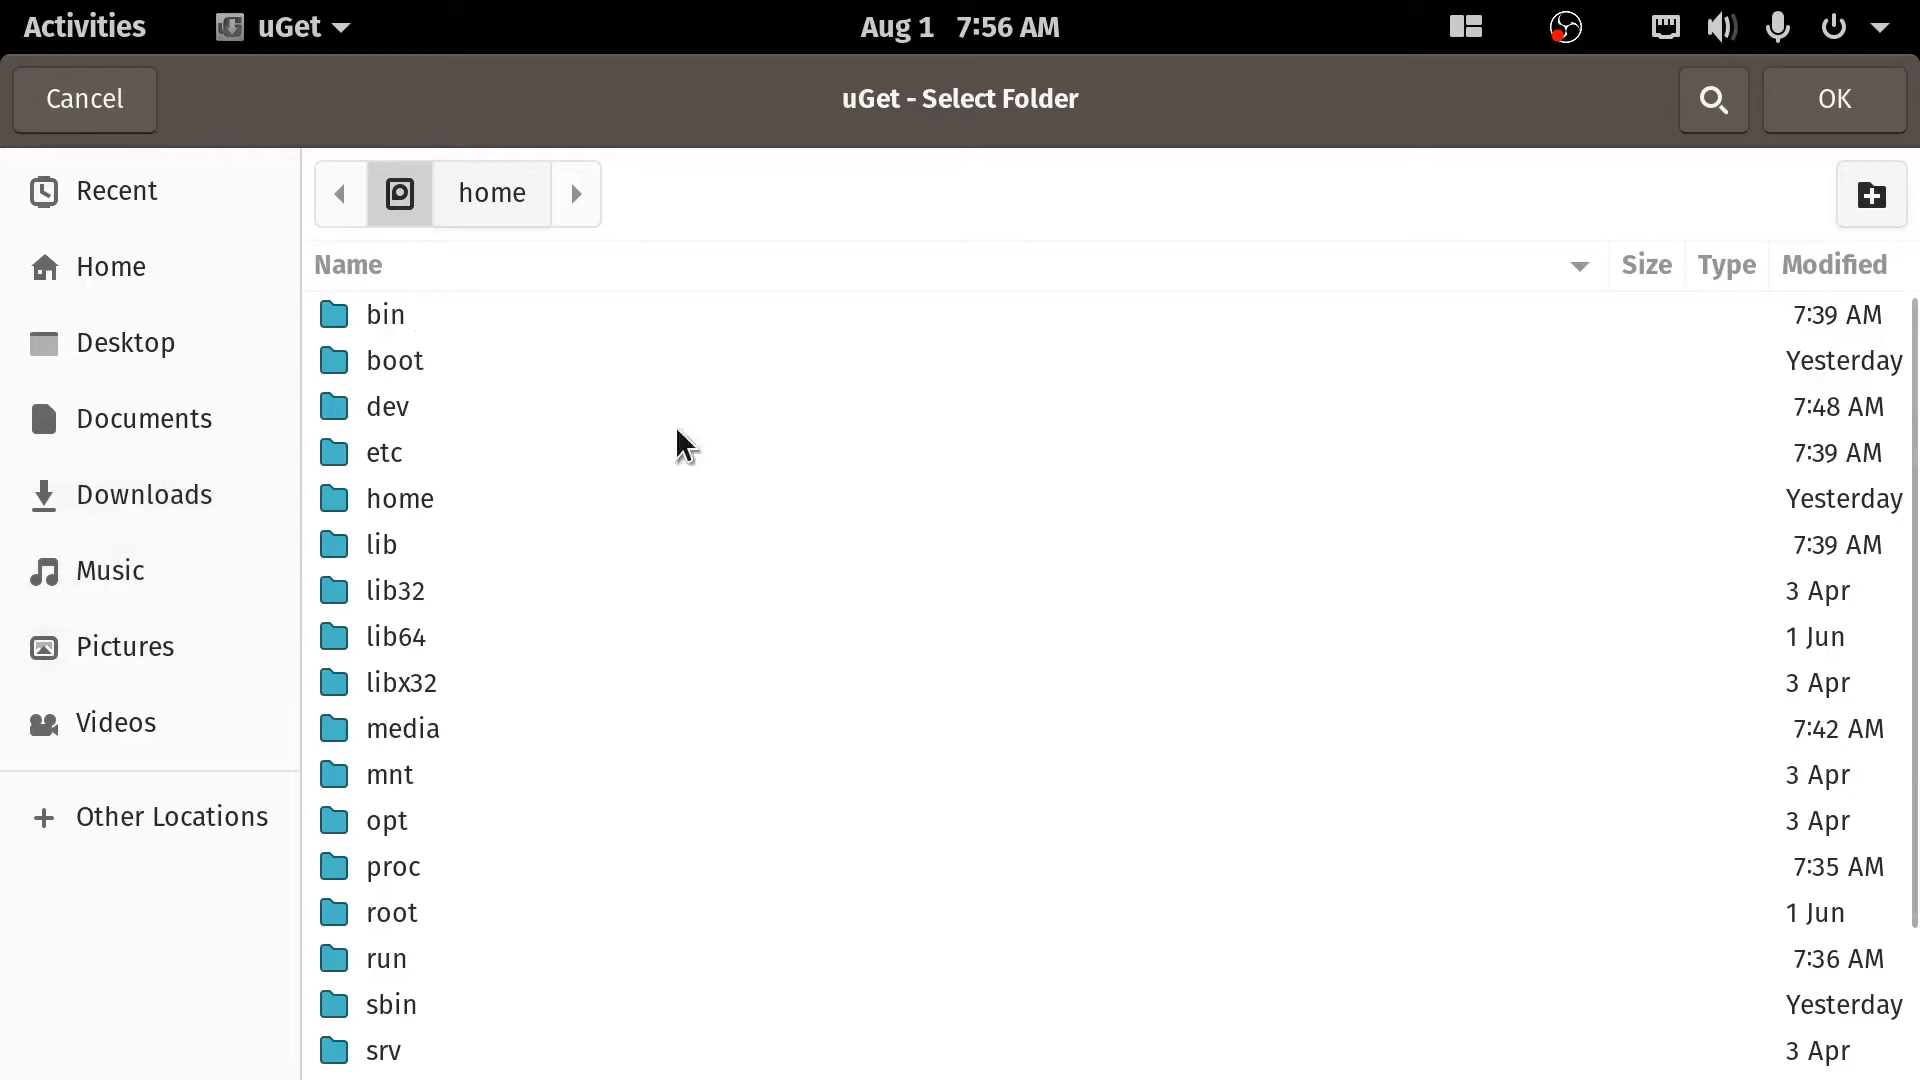 Activities uGet Aug 1 7:56 AM
Cancel uGet - Select Folder OK
Recent
Home
Desktop
Documents
Downloads
Music
Pictures
Videos
Other Locations
home
Name Size Type Modified
bin 7:39 AM
boot Yesterday
dev 7:48 AM
etc 7:39 AM
home Yesterday
lib 7:39 AM
lib32 3 Apr
lib64 1 Jun
libx32 3 Apr
media 7:42 AM
mnt 3 Apr
opt 3 Apr
proc 7:35 AM
root 1 Jun
run 7:36 AM
sbin Yesterday
srv 3 Apr